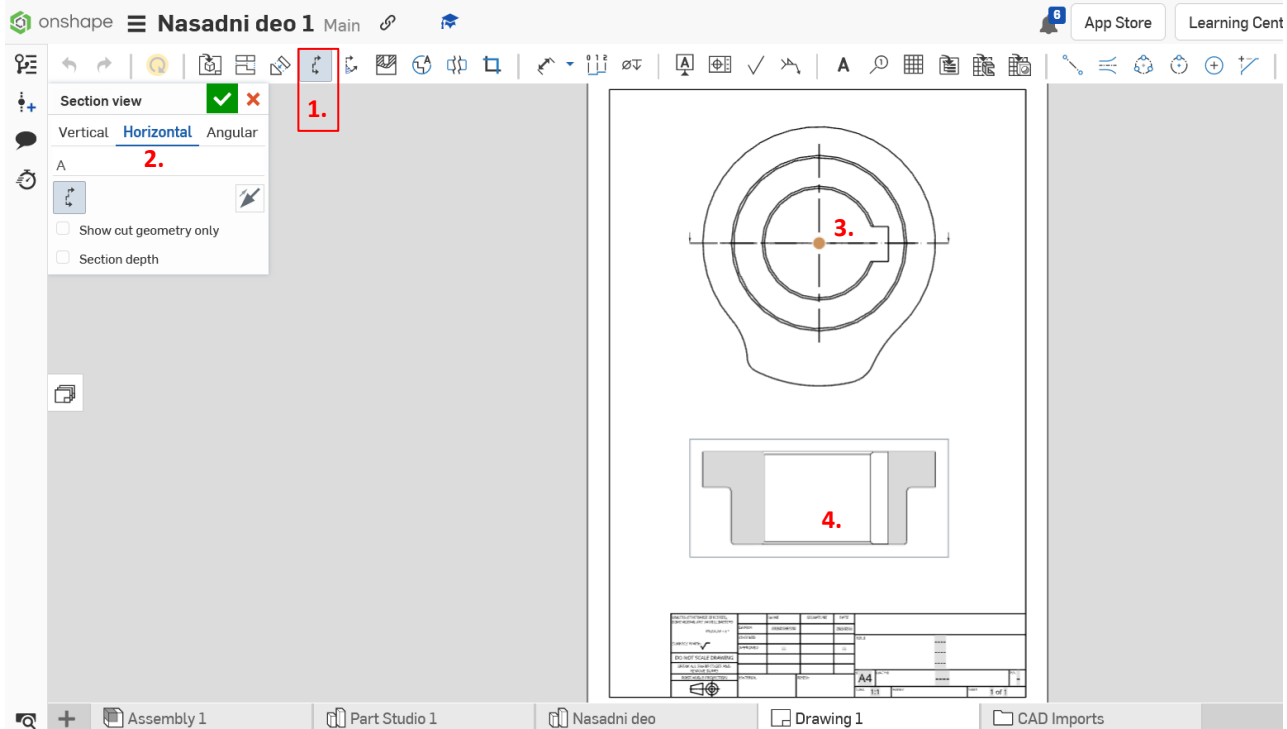 onshape Nasadni deo 1 Main
6
App Store
Learning Cent
Section view
1.
Vertical Horizontal Angular
2.
A
Show cut geometry only
Section depth
3.
4.
DO NOT SCALE DRAWING
A4
1:1
1 of 1
Assembly 1
Part Studio 1
Nasadni deo
Drawing 1
CAD Imports